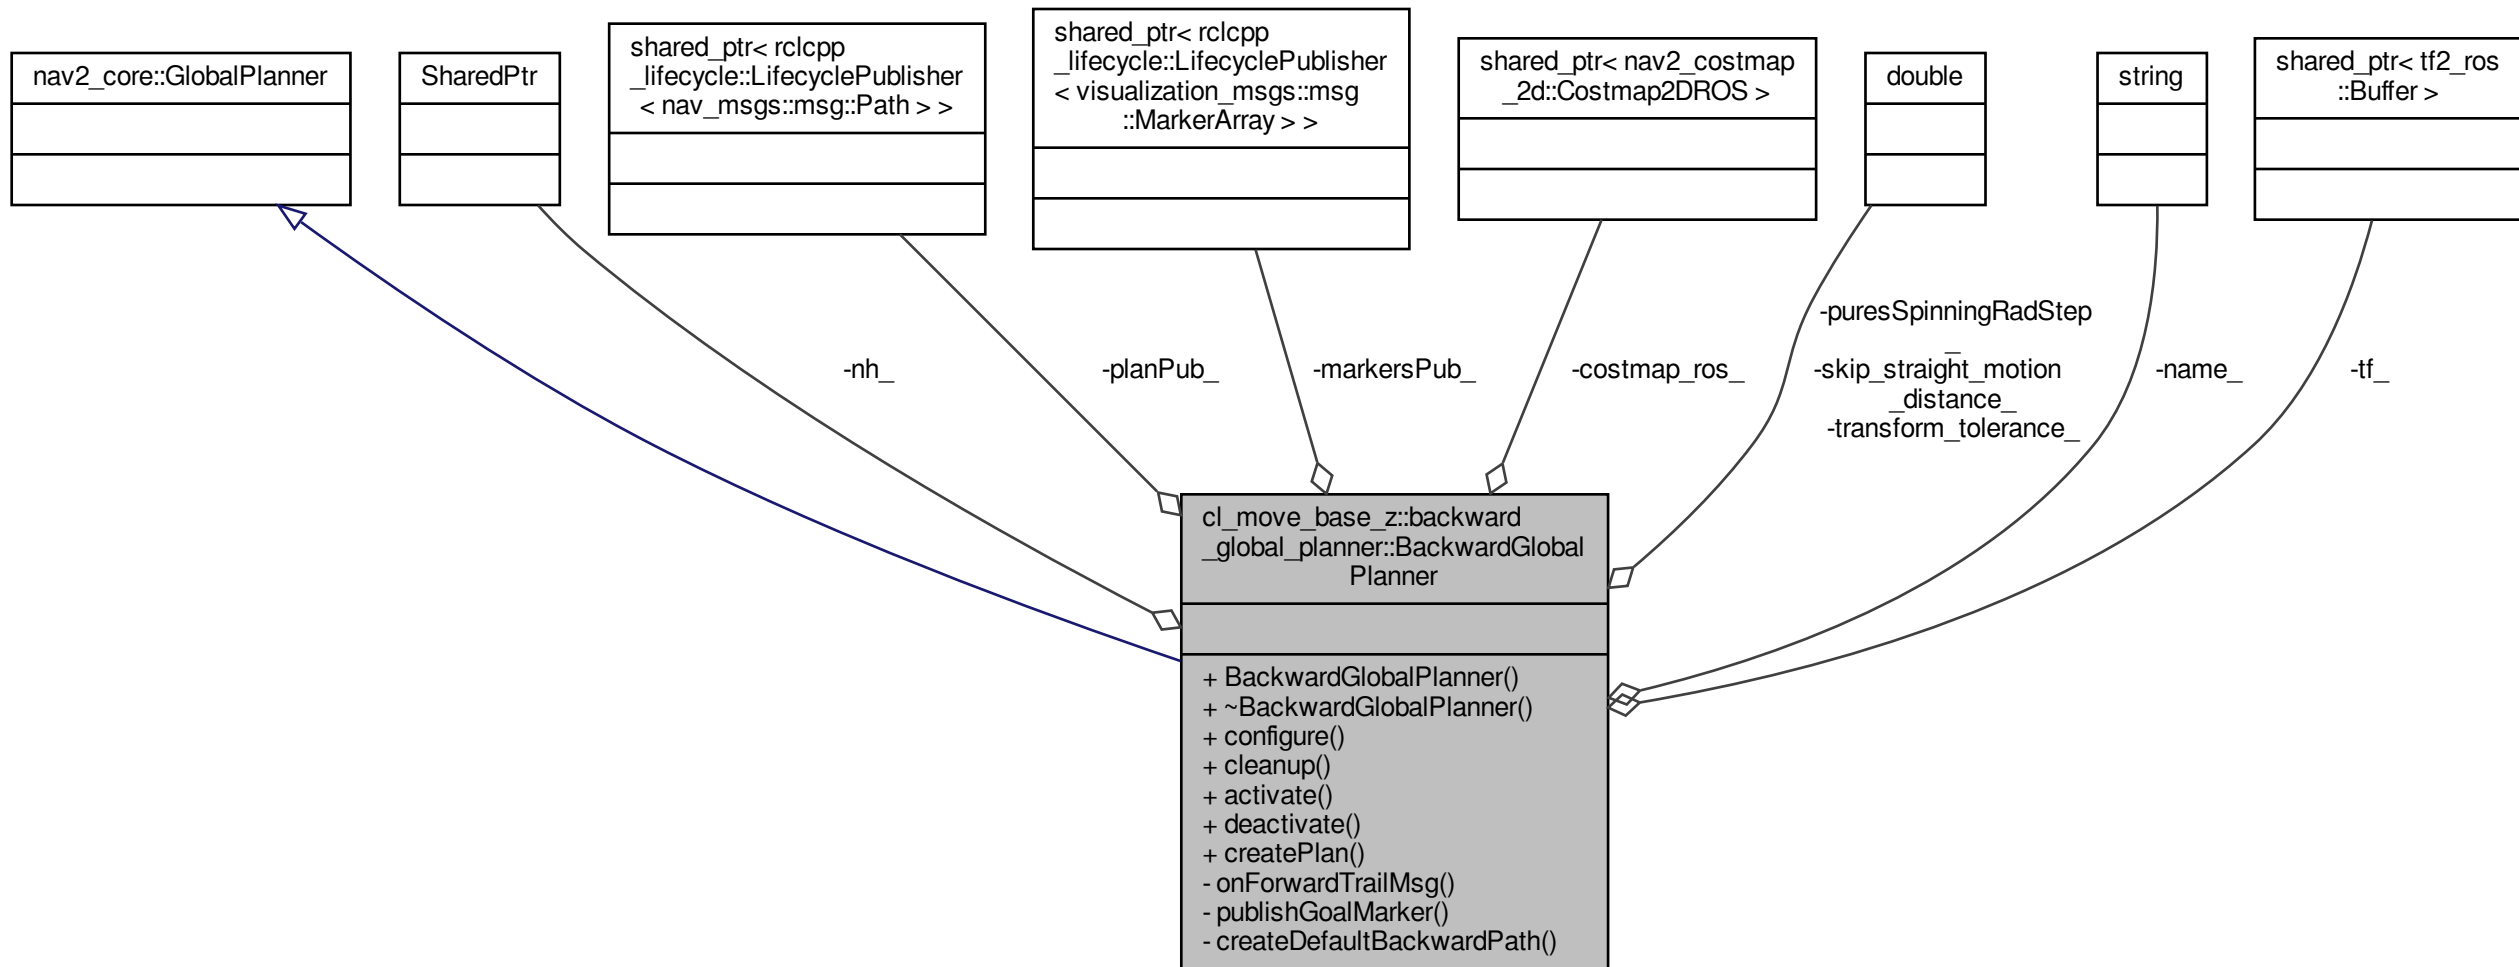 nav2_core::GlobalPlanner
SharedPtr
shared_ptr< rclcpp
_lifecycle::LifecyclePublisher
< nav_msgs::msg::Path > >
shared_ptr< rclcpp
_lifecycle::LifecyclePublisher
< visualization_msgs::msg
::MarkerArray > >
shared_ptr< nav2_costmap
_2d::Costmap2DROS >
double
string
shared_ptr< tf2_ros
::Buffer >
-nh_
-planPub_
-markersPub_
-costmap_ros_
-puresSpinningRadStep
_
-skip_straight_motion
_distance_
-transform_tolerance_
-name_
-tf_
cl_move_base_z::backward
_global_planner::BackwardGlobal
Planner
+ BackwardGlobalPlanner()
+ ~BackwardGlobalPlanner()
+ configure()
+ cleanup()
+ activate()
+ deactivate()
+ createPlan()
- onForwardTrailMsg()
- publishGoalMarker()
- createDefaultBackwardPath()